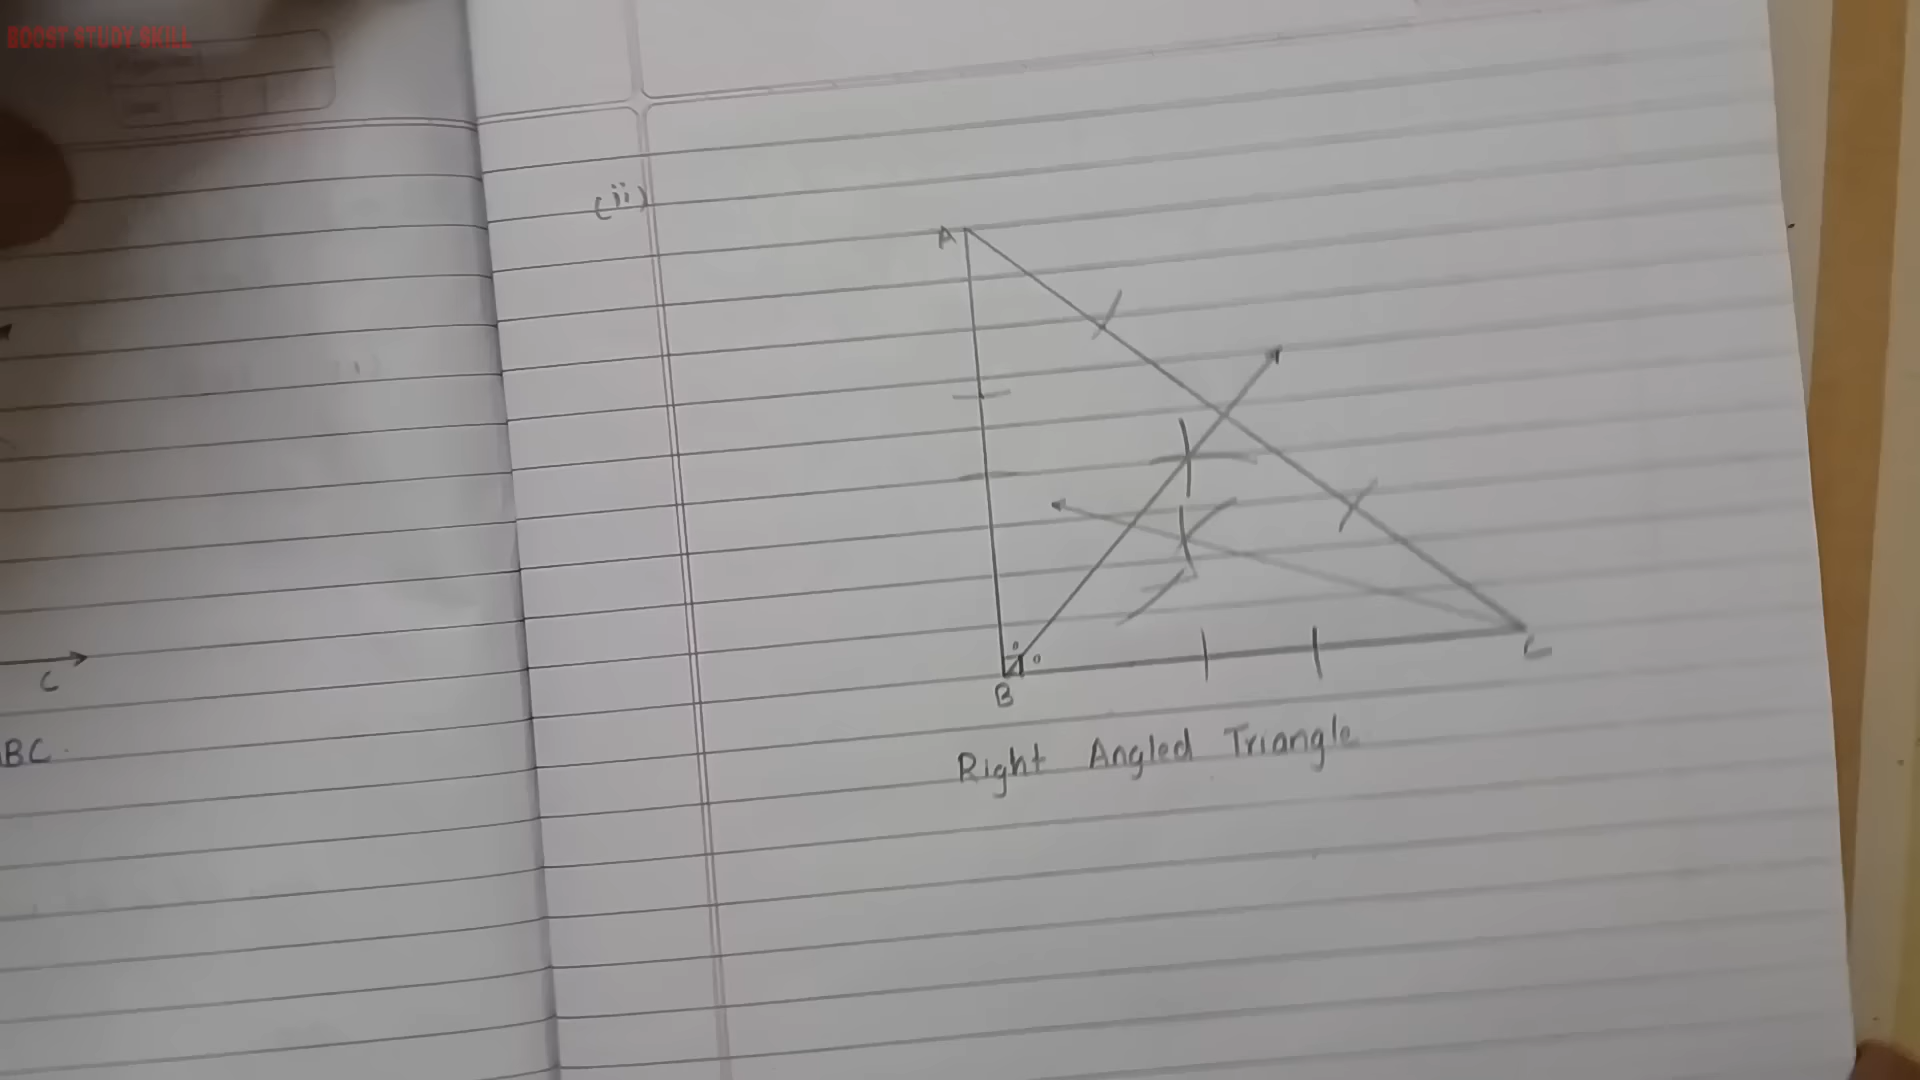 BOOST STUDY SKILL
(ii)
A
C
B
C
BC.
Right Angled Triangle